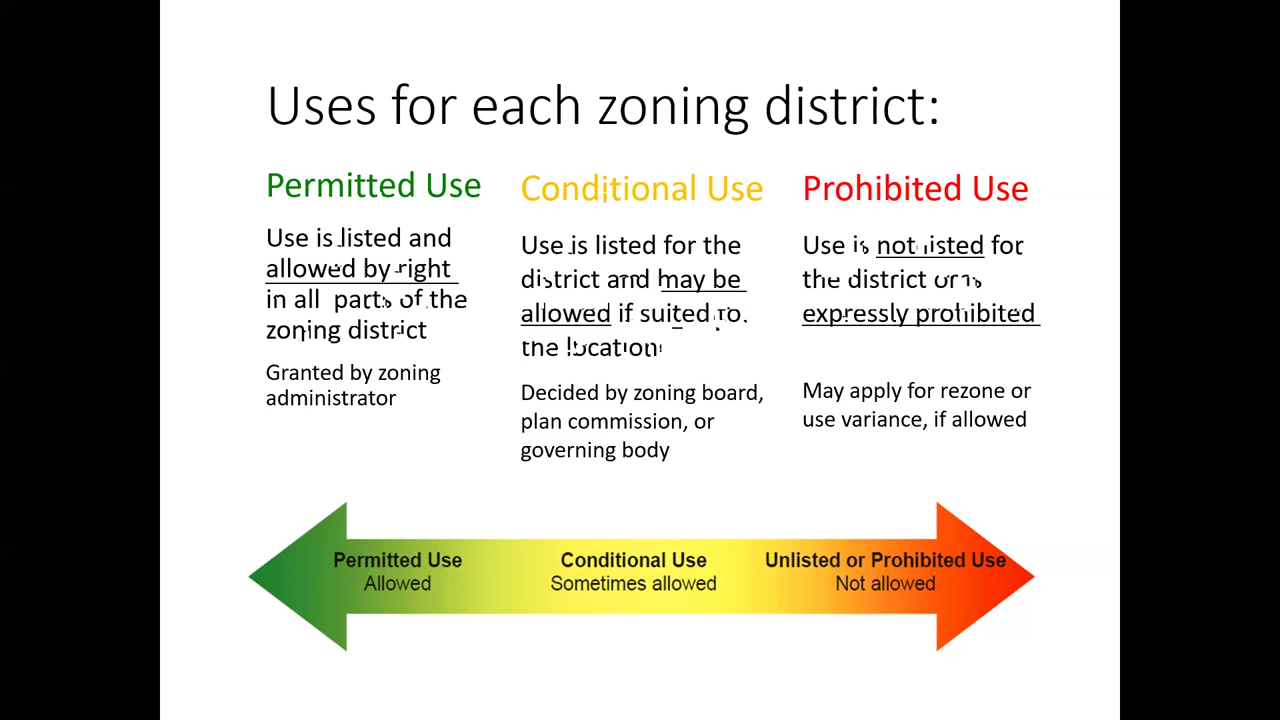 Uses for each zoning district:
Permitted Use
Use is listed and
allowed by right
in all parts of the
zoning district
Granted by zoning
administrator
Conditional Use
Use is listed for the
district and may be
allowed if suited to
the location
Decided by zoning board,
plan commission, or
governing body
Prohibited Use
Use is not listed for
the district or is
expressly prohibited
May apply for rezone or
use variance, if allowed
Permitted Use
Allowed
Conditional Use
Sometimes allowed
Unlisted or Prohibited Use
Not allowed